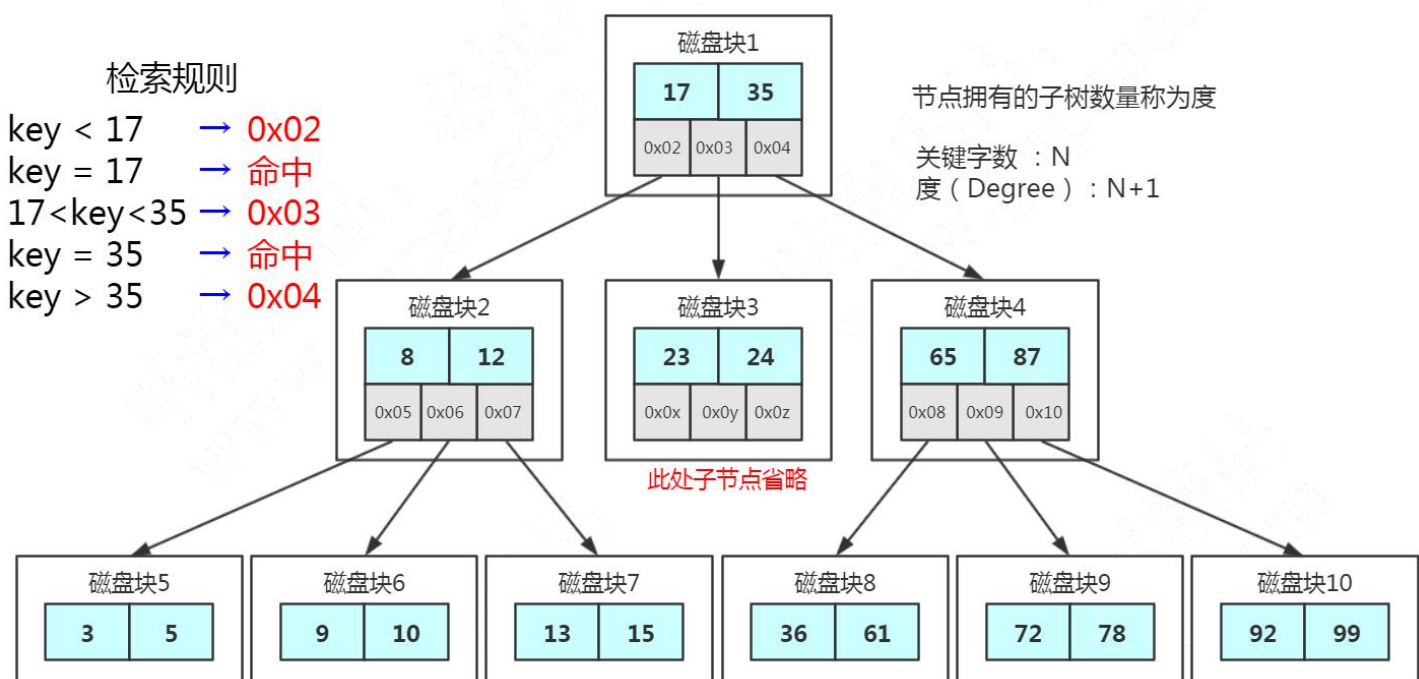 检索规则
key < 17 → 0x02
key = 17 → 命中
17<key<35 → 0x03
key = 35 → 命中
key > 35 → 0x04
磁盘块1
17 35
0x02 0x03 0x04
节点拥有的子树数量称为度
关键字数 ：N
度（Degree）：N+1
磁盘块2
8 12
0x05 0x06 0x07
磁盘块3
23 24
0x0x 0x0y 0x0z
此处子节点省略
磁盘块4
65 87
0x08 0x09 0x10
磁盘块5
3 5
磁盘块6
9 10
磁盘块7
13 15
磁盘块8
36 61
磁盘块9
72 78
磁盘块10
92 99